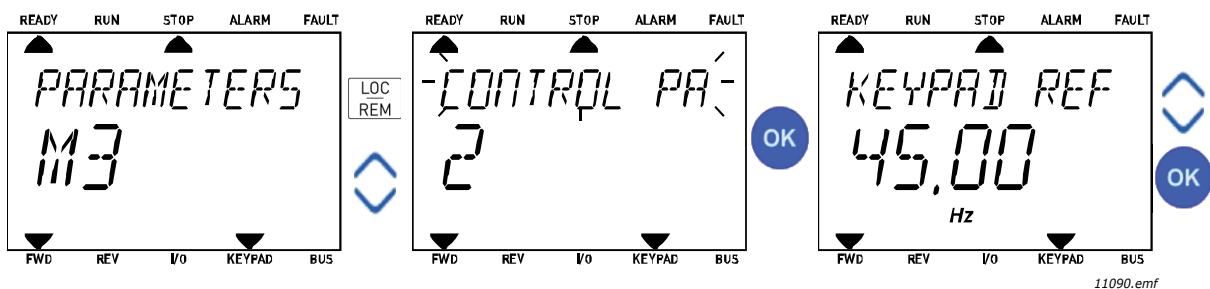 READY RUN STOP ALARM FAULT
PARAMETERS
M3
FWD REV I/O KEYPAD BUS
LOC
REM
READY RUN STOP ALARM FAULT
CONTROL PA
2
FWD REV I/O KEYPAD BUS
OK
READY RUN STOP ALARM FAULT
KEYPAD REF
45.00
Hz
FWD REV I/O KEYPAD BUS
OK
11090.emf